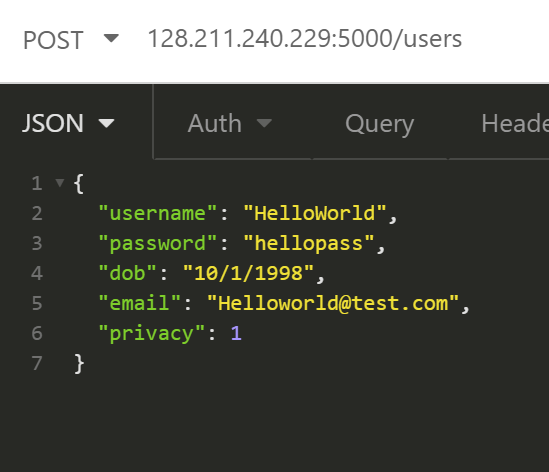 POST 128.211.240.229:5000/users
JSON Auth Query Heade
1 {
2 "username": "HelloWorld",
3 "password": "hellopass",
4 "dob": "10/1/1998",
5 "email": "Helloworld@test.com",
6 "privacy": 1
7 }